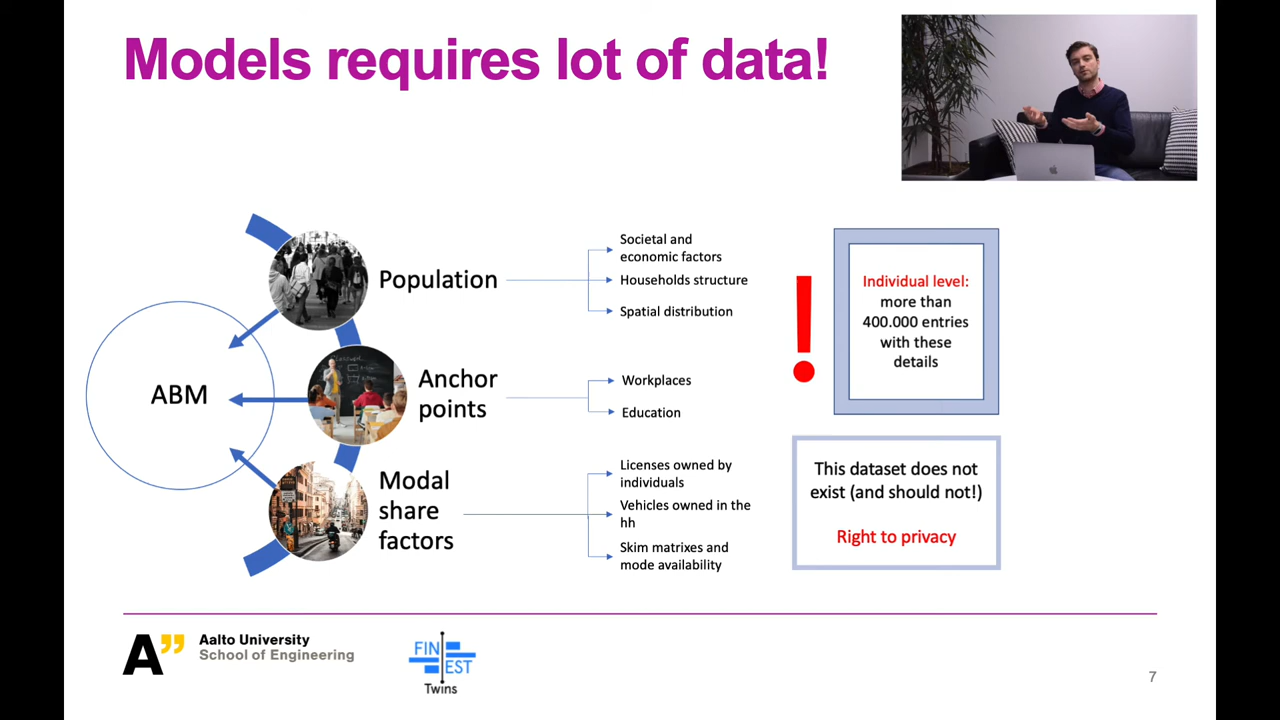 Models requires lot of data!
ABM
Population
Societal and
economic factors
Households structure
Spatial distribution
Anchor
points
Workplaces
Education
Modal
share
factors
Licenses owned by
individuals
Vehicles owned in the
hh
Skim matrixes and
mode availability
!
Individual level:
more than
400.000 entries
with these
details
This dataset does not
exist (and should not!)
Right to privacy
A”
Aalto University
School of Engineering
FIN
EST
Twins
7